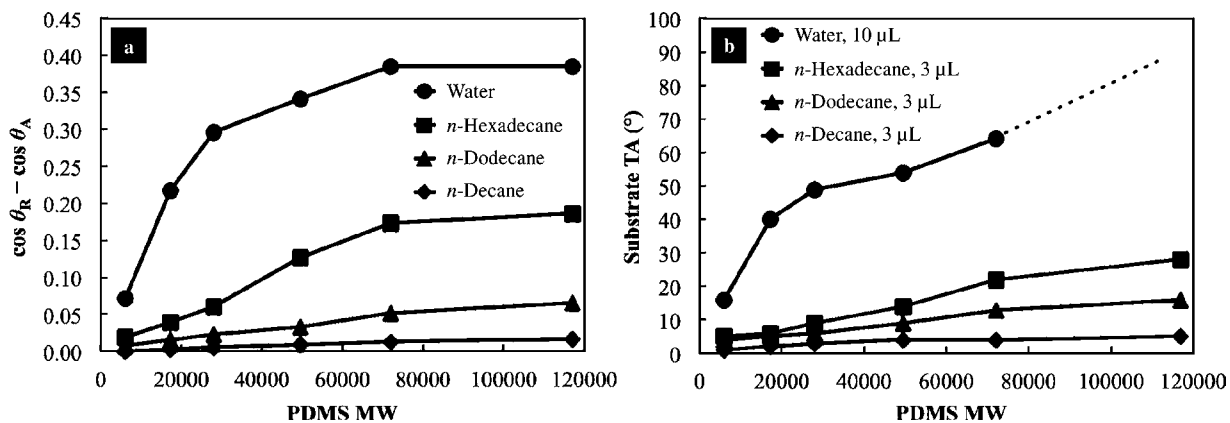 a
cos θR – cos θA
0.45
0.40
0.35
0.30
0.25
0.20
0.15
0.10
0.05
0.00
Water
n-Hexadecane
n-Dodecane
n-Decane
0 20000 40000 60000 80000 100000 120000
PDMS MW
b
Substrate TA (°)
100
90
80
70
60
50
40
30
20
10
0
Water, 10 µL
n-Hexadecane, 3 µL
n-Dodecane, 3 µL
n-Decane, 3 µL
0 20000 40000 60000 80000 100000 120000
PDMS MW